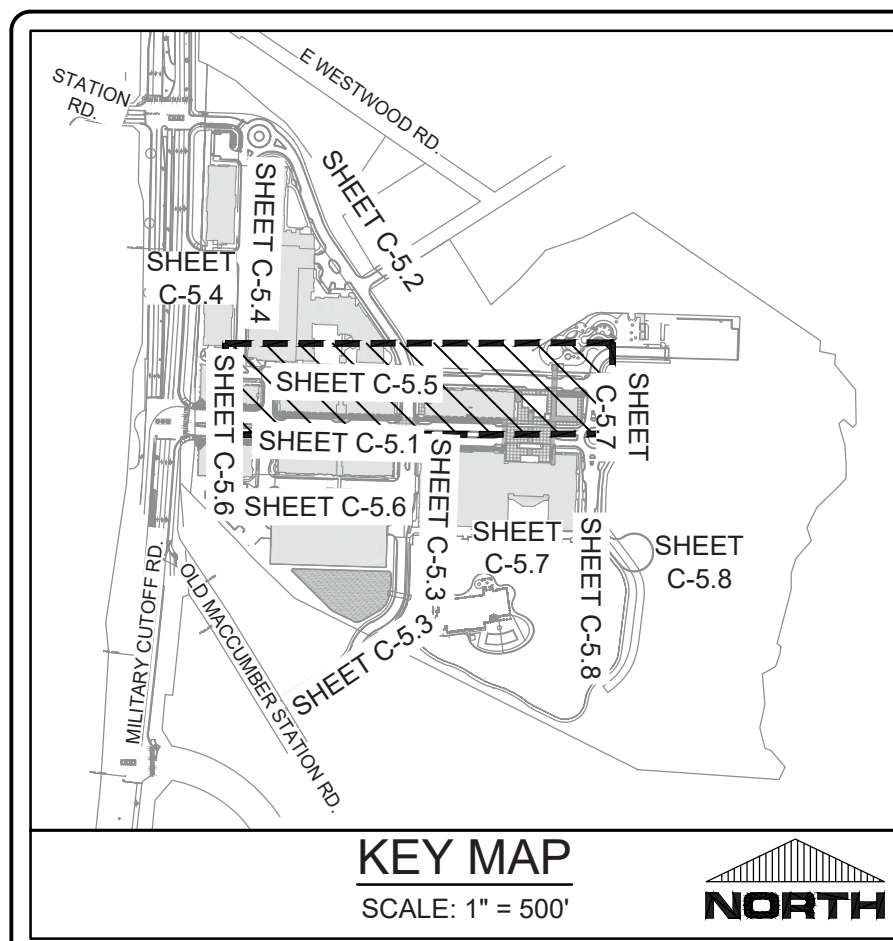 E WESTWOOD RD.
STATION
RD.
SHEET C-5.2
SHEET C-5.4
SHEET
C-5.4
SHEET C-5.5
SHEET C-5.6
SHEET C-5.1
SHEET C-5.6
SHEET C-5.3
SHEET
C-5.7
SHEET
C-5.7
SHEET C-5.8
SHEET
C-5.8
SHEET C-5.3
MILITARY CUTOFF RD.
OLD MACCUMBER STATION RD.
KEY MAP
SCALE: 1" = 500'
NORTH